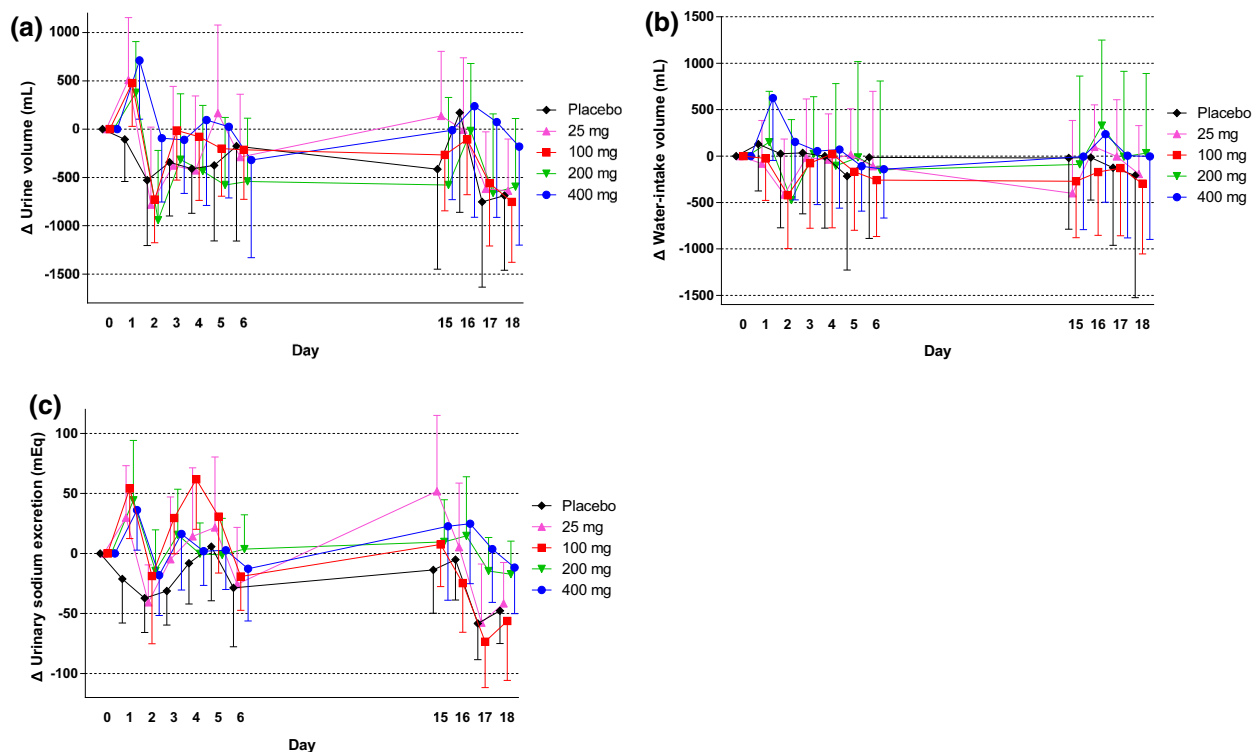 (a)
Δ Urine volume (mL)
1000
500
0
-500
-1000
-1500
0 1 2 3 4 5 6 15 16 17 18
Day
Placebo
25 mg
100 mg
200 mg
400 mg
(b)
Δ Water-intake volume (mL)
1500
1000
500
0
-500
-1000
-1500
0 1 2 3 4 5 6 15 16 17 18
Day
Placebo
25 mg
100 mg
200 mg
400 mg
(c)
Δ Urinary sodium excretion (mEq)
100
50
0
-50
-100
0 1 2 3 4 5 6 15 16 17 18
Day
Placebo
25 mg
100 mg
200 mg
400 mg